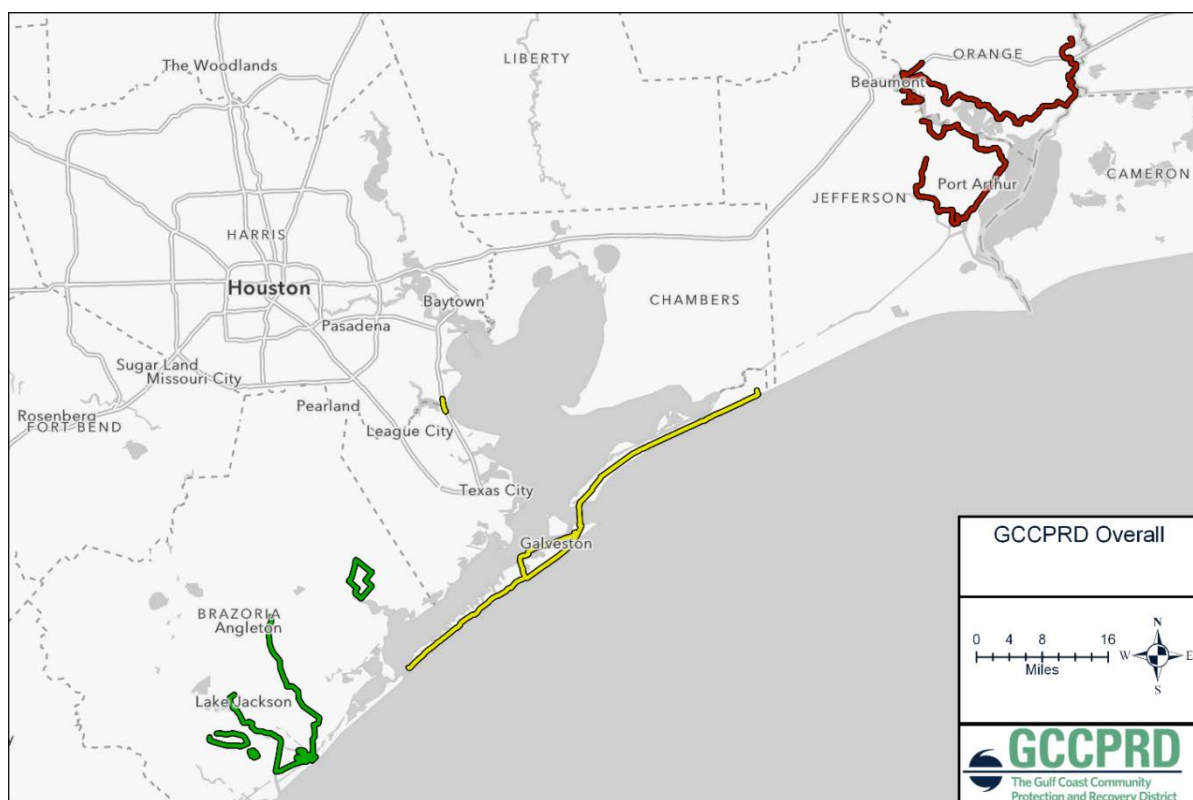 The Woodlands
LIBERTY
ORANGE
Beaumont
CAMERON
Port Arthur
JEFFERSON
HARRIS
Houston
Baytown
CHAMBERS
Pasadena
Sugar Land
Missouri City
Pearland
Rosenberg
FORT BEND
League City
Texas City
Galveston
BRAZORIA
Angleton
Lake Jackson
GCCPRD Overall
0 4 8 16
Miles
N
W E
S
GCCPRD
The Gulf Coast Community
Protection and Recovery District